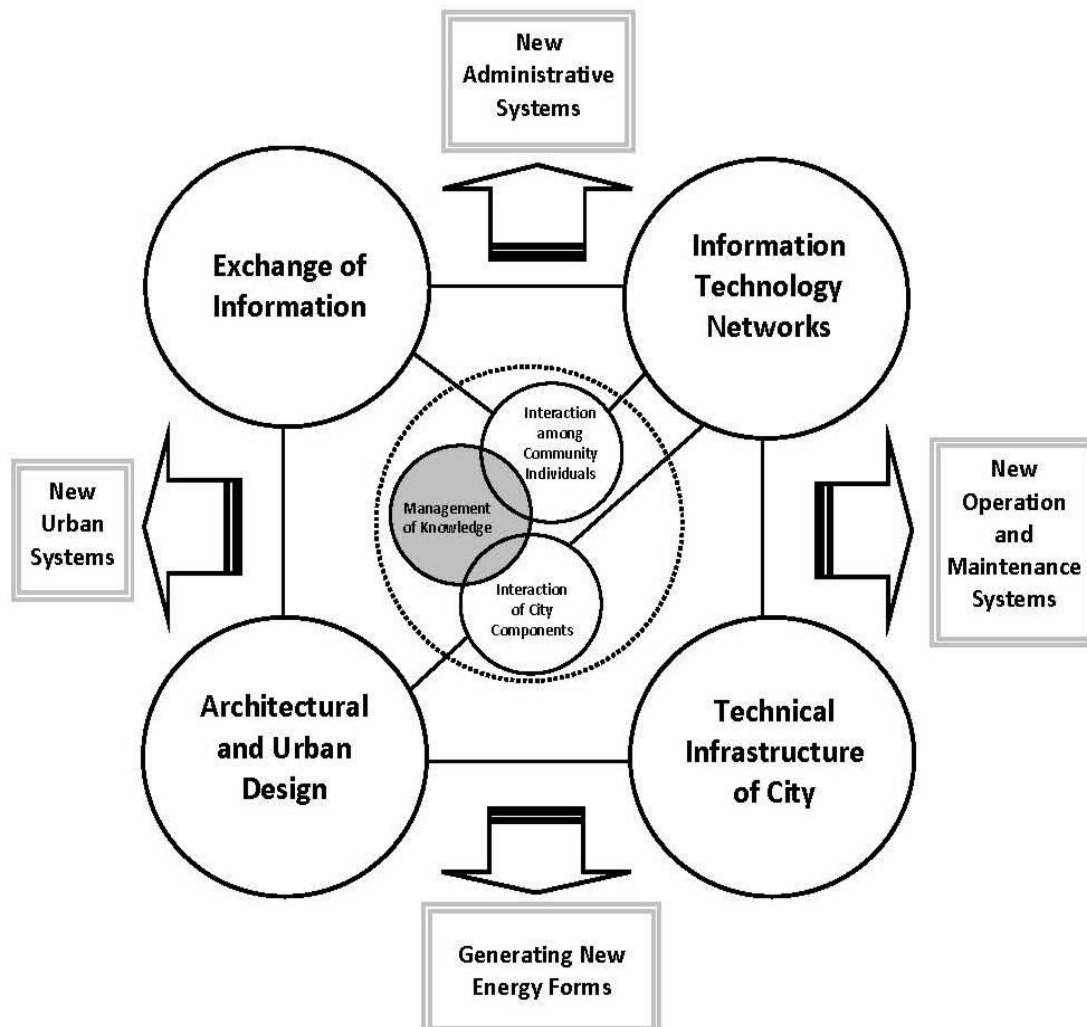 New
Administrative
Systems
Exchange of
Information
Information
Technology
Networks
Interaction
among
Community
Individuals
Management
of Knowledge
Interaction
of City
Components
New
Urban
Systems
New
Operation
and
Maintenance
Systems
Architectural
and Urban
Design
Technical
Infrastructure
of City
Generating New
Energy Forms